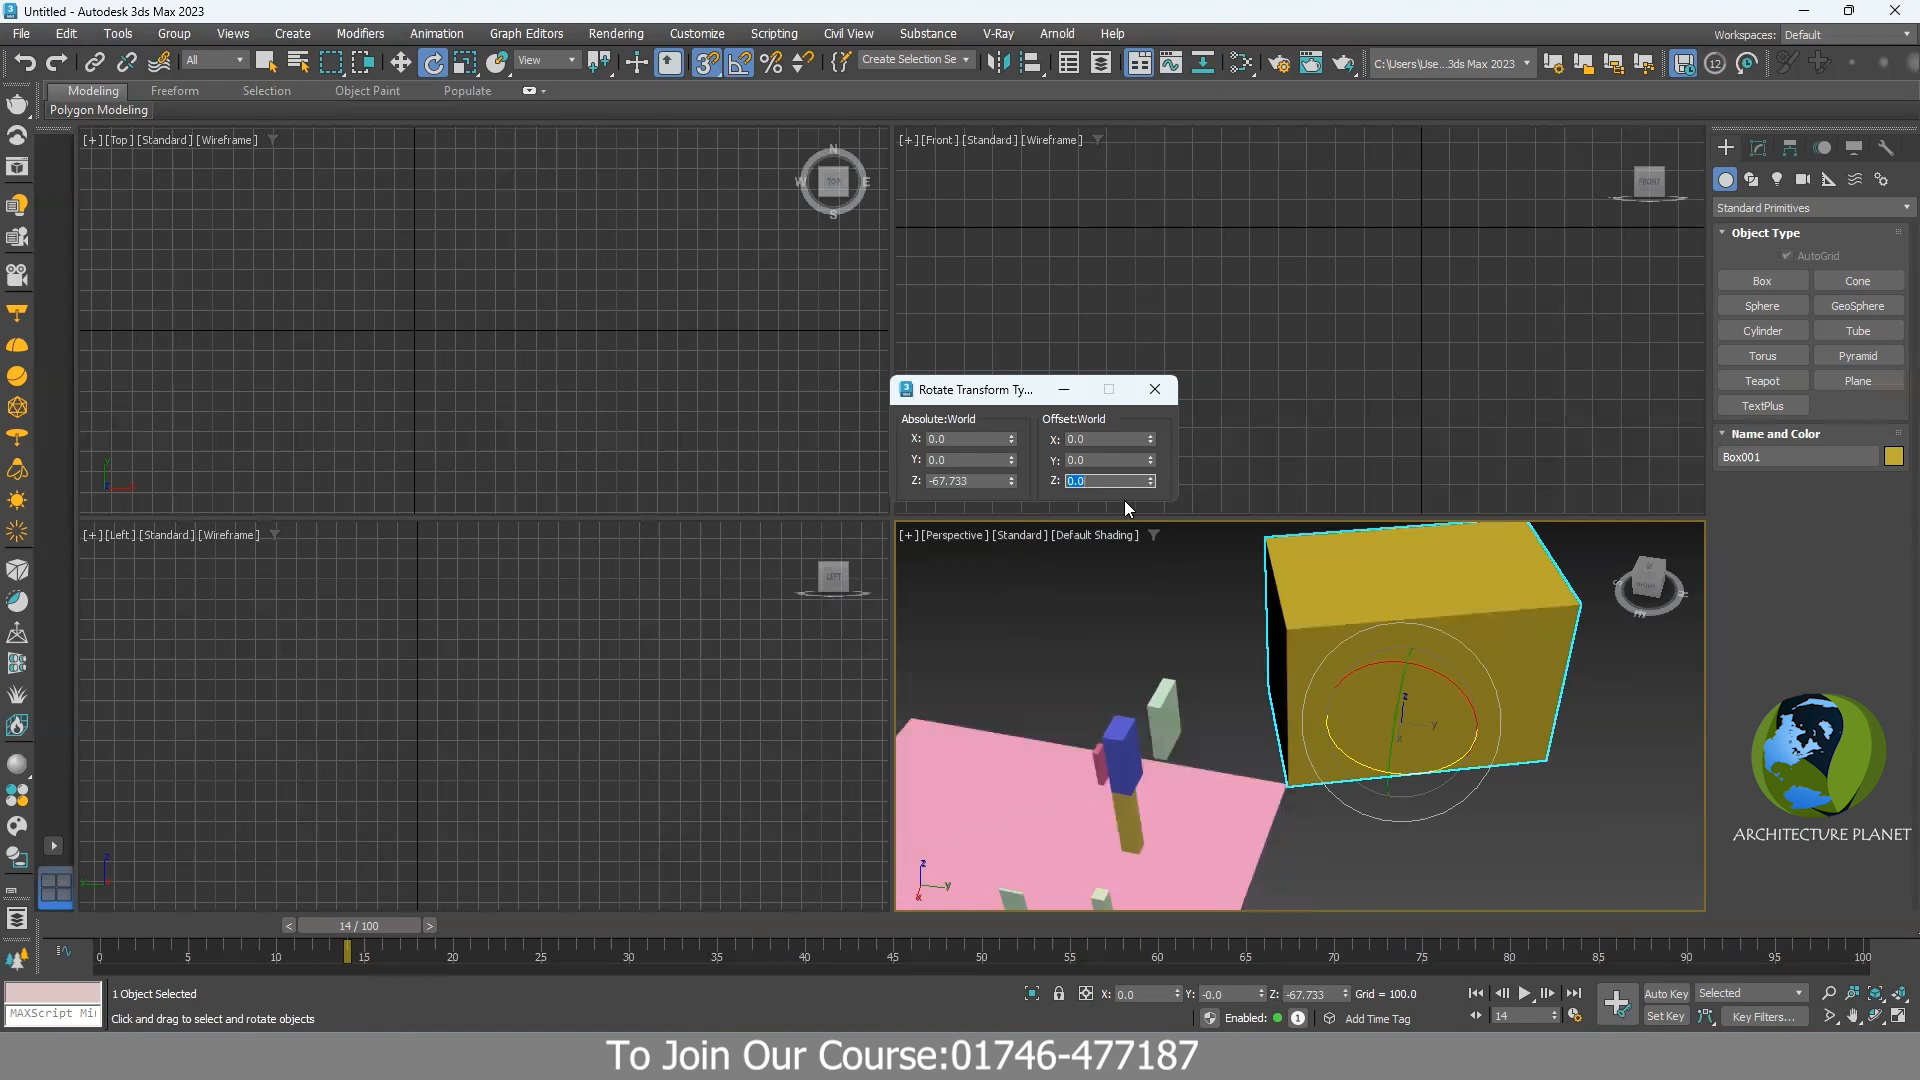 Untitled - Autodesk 3ds Max 2023
File Edit Tools Group Views Create Modifiers Animation Graph Editors Rendering Customize Scripting Civil View Substance V-Ray Arnold Help
Workspaces: Default
All
View
Create Selection Se
C:\Users\Use...3ds Max 2023
12
Modeling Freeform Selection Object Paint Populate
Polygon Modeling
[+] [Top] [Standard] [Wireframe]
N
W TOP E
S
[+] [Front] [Standard] [Wireframe]
FRONT
Standard Primitives
Object Type
AutoGrid
Box Cone
Sphere GeoSphere
Cylinder Tube
Torus Pyramid
Teapot Plane
TextPlus
Name and Color
Box001
Rotate Transform Ty...
Absolute:World Offset:World
X: 0.0 X: 0.0
Y: 0.0 Y: 0.0
Z: -67.733 Z: 0.0
[+] [Left] [Standard] [Wireframe]
LEFT
[+] [Perspective] [Standard] [Default Shading]
z
y
x
z
y
x
ARCHITECTURE PLANET
< 14 / 100 >
0 5 10 15 20 25 30 35 40 45 50 55 60 65 70 75 80 85 90 95 100
1 Object Selected
X: 0.0 Y: -0.0 Z: -67.733 Grid = 100.0
Auto Key Selected
MAXScript Mi
Click and drag to select and rotate objects
Enabled: 1 Add Time Tag
14
Set Key Key Filters...
To Join Our Course:01746-477187